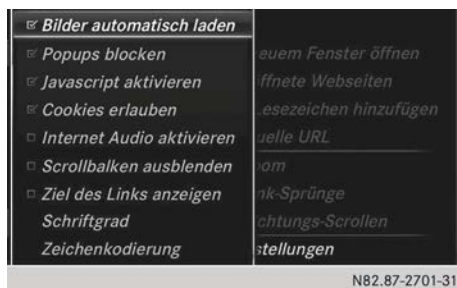 Bilder automatisch laden
Popups blocken
Javascript aktivieren
Cookies erlauben
Internet Audio aktivieren
Scrollbalken ausblenden
Ziel des Links anzeigen
Schriftgrad
Zeichenkodierung
euem Fenster öffnen
ffnete Webseiten
esezeichen hinzufügen
uelle URL
oom
nk-Sprünge
chtungs-Scrollen
stellungen
N82.87-2701-31